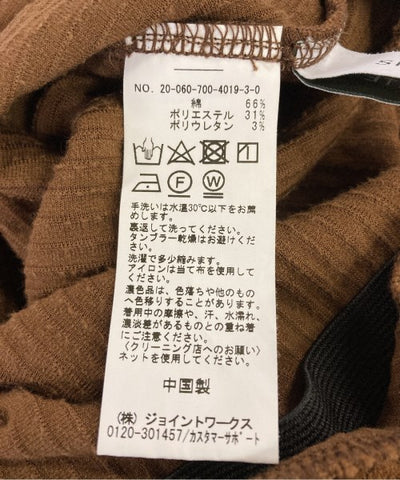 NO. 20-060-700-4019-3-0
綿 66%
ポリエステル 31%
ポリウレタン 3%
手洗いは水温30℃以下をお薦
めします。
裏返して洗ってください。
タンブラー乾燥はお避けくだ
さい。
洗濯で多少縮みます。
アイロンは当て布を使用して
ください。
濃色品は、色落ちや他のもの
へ色移りすることがあります。
着用中の摩擦や、汗、水濡れ、
濃淡差があるものとの重ね着
にご注意ください。
〈クリーニング店へのお願い〉
ネットを使用してください。
中国製
(株) ジョイントワークス
0120-301457/カスタマーサポート